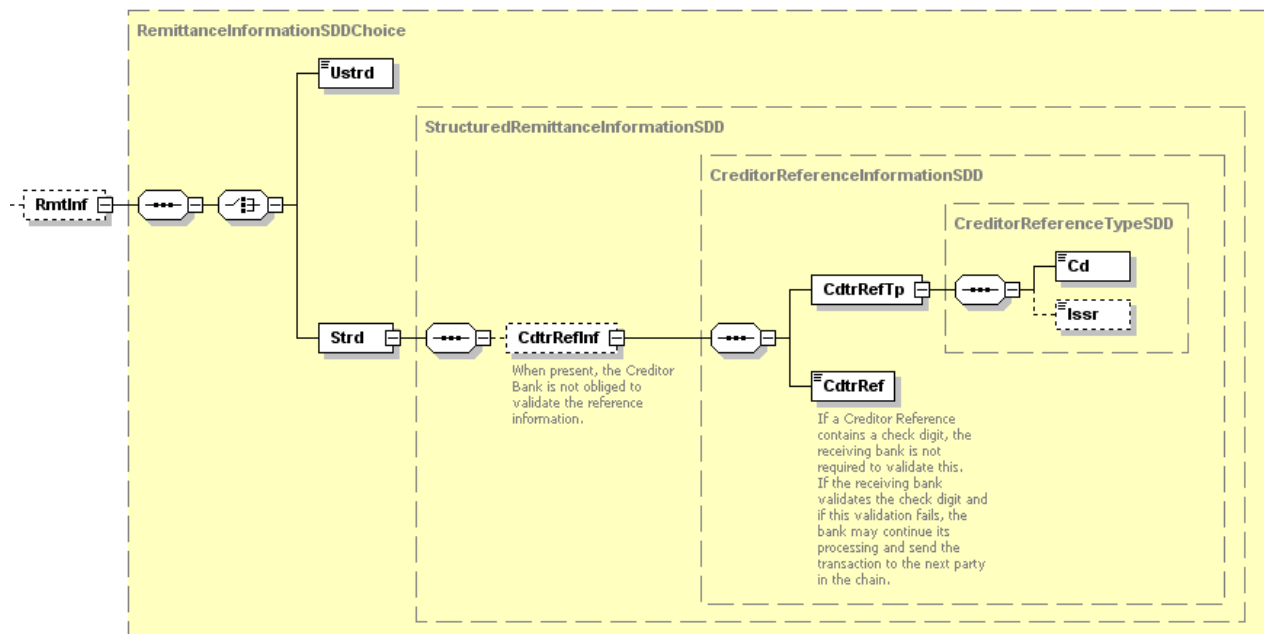 RemittanceInformationSDDChoice
Ustrd
StructuredRemittanceInformationSDD
CreditorReferenceInformationSDD
CreditorReferenceTypeSDD
RmtInf
Cd
CdtrRefTp
Issr
Strd
CdtrRefInf
When present, the Creditor
Bank is not obliged to
validate the reference
information.
CdtrRef
If a Creditor Reference
contains a check digit, the
receiving bank is not
required to validate this.
If the receiving bank
validates the check digit and
if this validation fails, the
bank may continue its
processing and send the
transaction to the next party
in the chain.